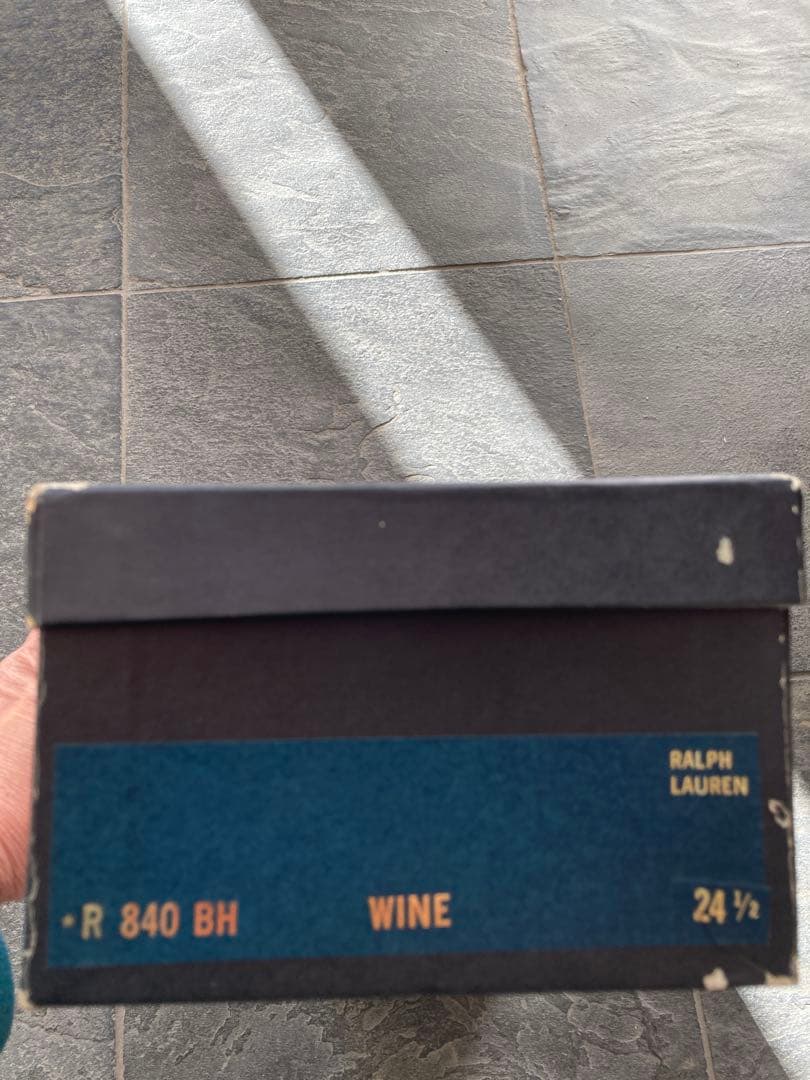 RALPH
LAUREN
•R 840 BH WINE 24 ½